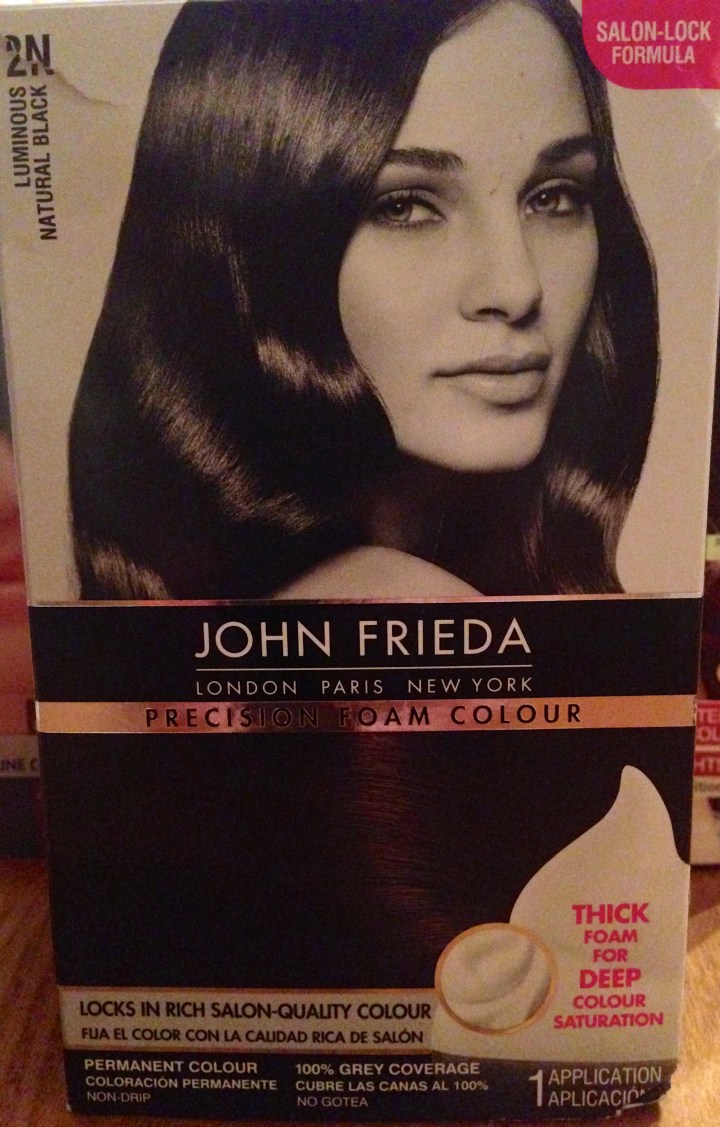 2N
LUMINOUS
NATURAL BLACK
SALON-LOCK
FORMULA
JOHN FRIEDA
LONDON PARIS NEW YORK
PRECISION FOAM COLOUR
THICK
FOAM
FOR
DEEP
COLOUR
SATURATION
LOCKS IN RICH SALON-QUALITY COLOUR
FIJA EL COLOR CON LA CALIDAD RICA DE SALÓN
PERMANENT COLOUR
COLORACIÓN PERMANENTE
NON-DRIP
100% GREY COVERAGE
CUBRE LAS CANAS AL 100%
NO GOTEA
1 APPLICATION
APLICACIÓN